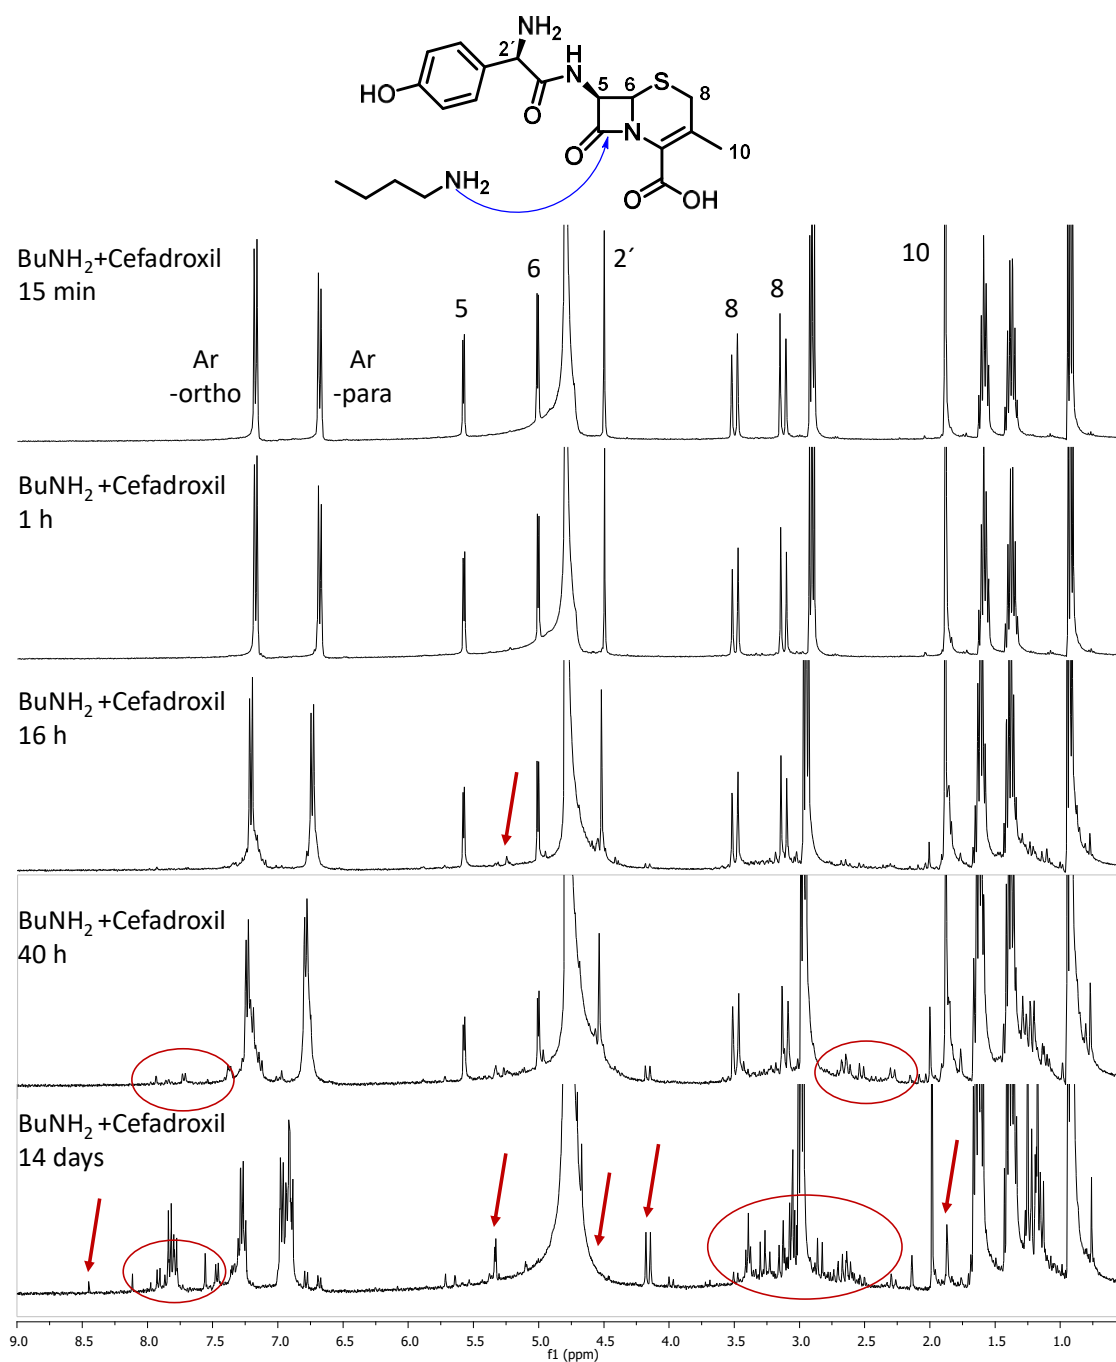 NH₂
2´
H
N
5
6
S
8
HO
O
N
O
10
NH₂
O
OH
BuNH₂+Cefadroxil
15 min
5
6
2´
8
8
10
Ar
-ortho
Ar
-para
BuNH₂ +Cefadroxil
1 h
BuNH₂ +Cefadroxil
16 h
BuNH₂ +Cefadroxil
40 h
BuNH₂ +Cefadroxil
14 days
9.0 8.5 8.0 7.5 7.0 6.5 6.0 5.5 5.0 4.5 4.0 3.5 3.0 2.5 2.0 1.5 1.0
f1 (ppm)